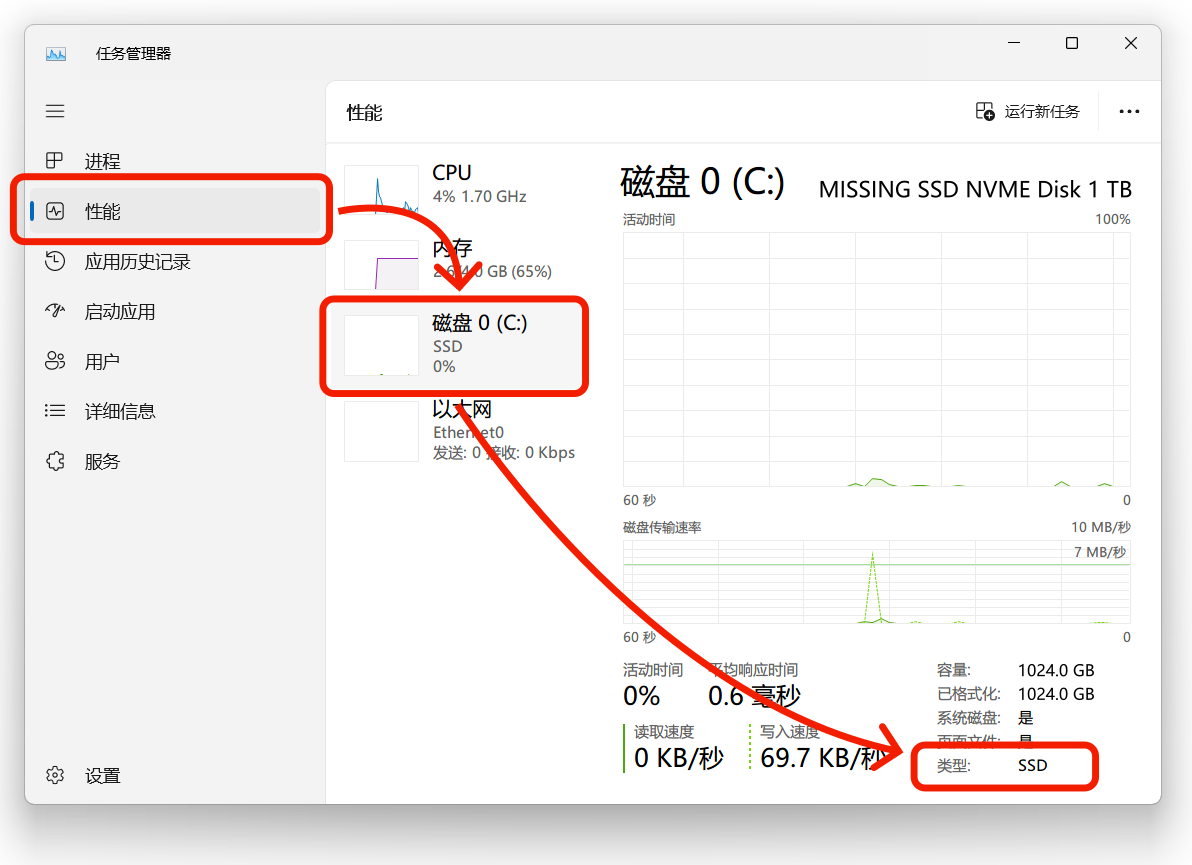 任务管理器
进程
性能
应用历史记录
启动应用
用户
详细信息
服务
设置
性能
运行新任务
CPU
4% 1.70 GHz
内存
GB (65%)
磁盘 0 (C:)
SSD
0%
以太网
Ethernet0
发送: 0 接收: 0 Kbps
磁盘 0 (C:)
MISSING SSD NVME Disk 1 TB
活动时间
100%
60 秒
0
磁盘传输速率
10 MB/秒
7 MB/秒
60 秒
0
活动时间
平均响应时间
0%
0.6 毫秒
读取速度
写入速度
0 KB/秒
69.7 KB/秒
容量:
1024.0 GB
已格式化:
1024.0 GB
系统磁盘:
是
页面文件:
是
类型:
SSD